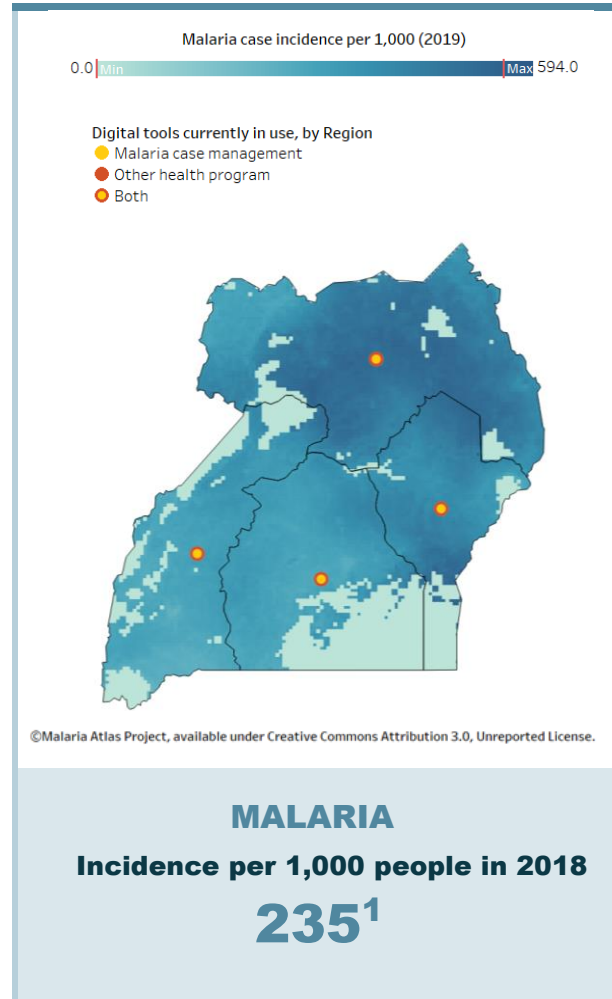 Malaria case incidence per 1,000 (2019)
0.0 Min Max 594.0
Digital tools currently in use, by Region
Malaria case management
Other health program
Both
©Malaria Atlas Project, available under Creative Commons Attribution 3.0, Unreported License.
MALARIA
Incidence per 1,000 people in 2018
235¹